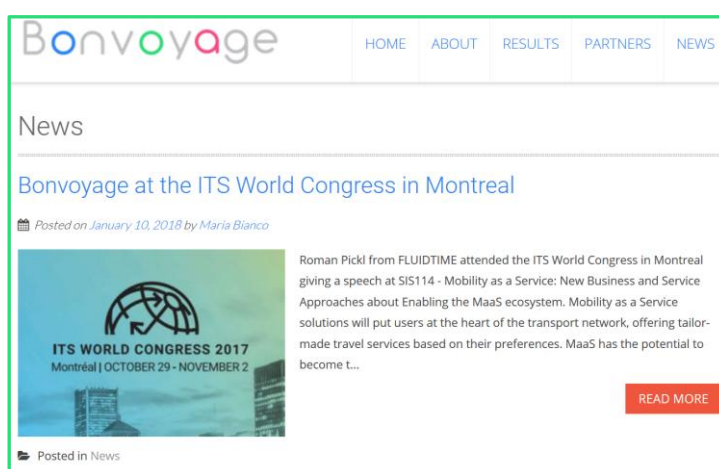 Bonvoyage
HOME ABOUT RESULTS PARTNERS NEWS
News
Bonvoyage at the ITS World Congress in Montreal
Posted on January 10, 2018 by Maria Bianco
ITS WORLD CONGRESS 2017
Montréal | OCTOBER 29 - NOVEMBER 2
Roman Pickl from FLUIDTIME attended the ITS World Congress in Montreal
giving a speech at SIS114 - Mobility as a Service: New Business and Service
Approaches about Enabling the MaaS ecosystem. Mobility as a Service
solutions will put users at the heart of the transport network, offering tailor-
made travel services based on their preferences. MaaS has the potential to
become t...
READ MORE
Posted in News